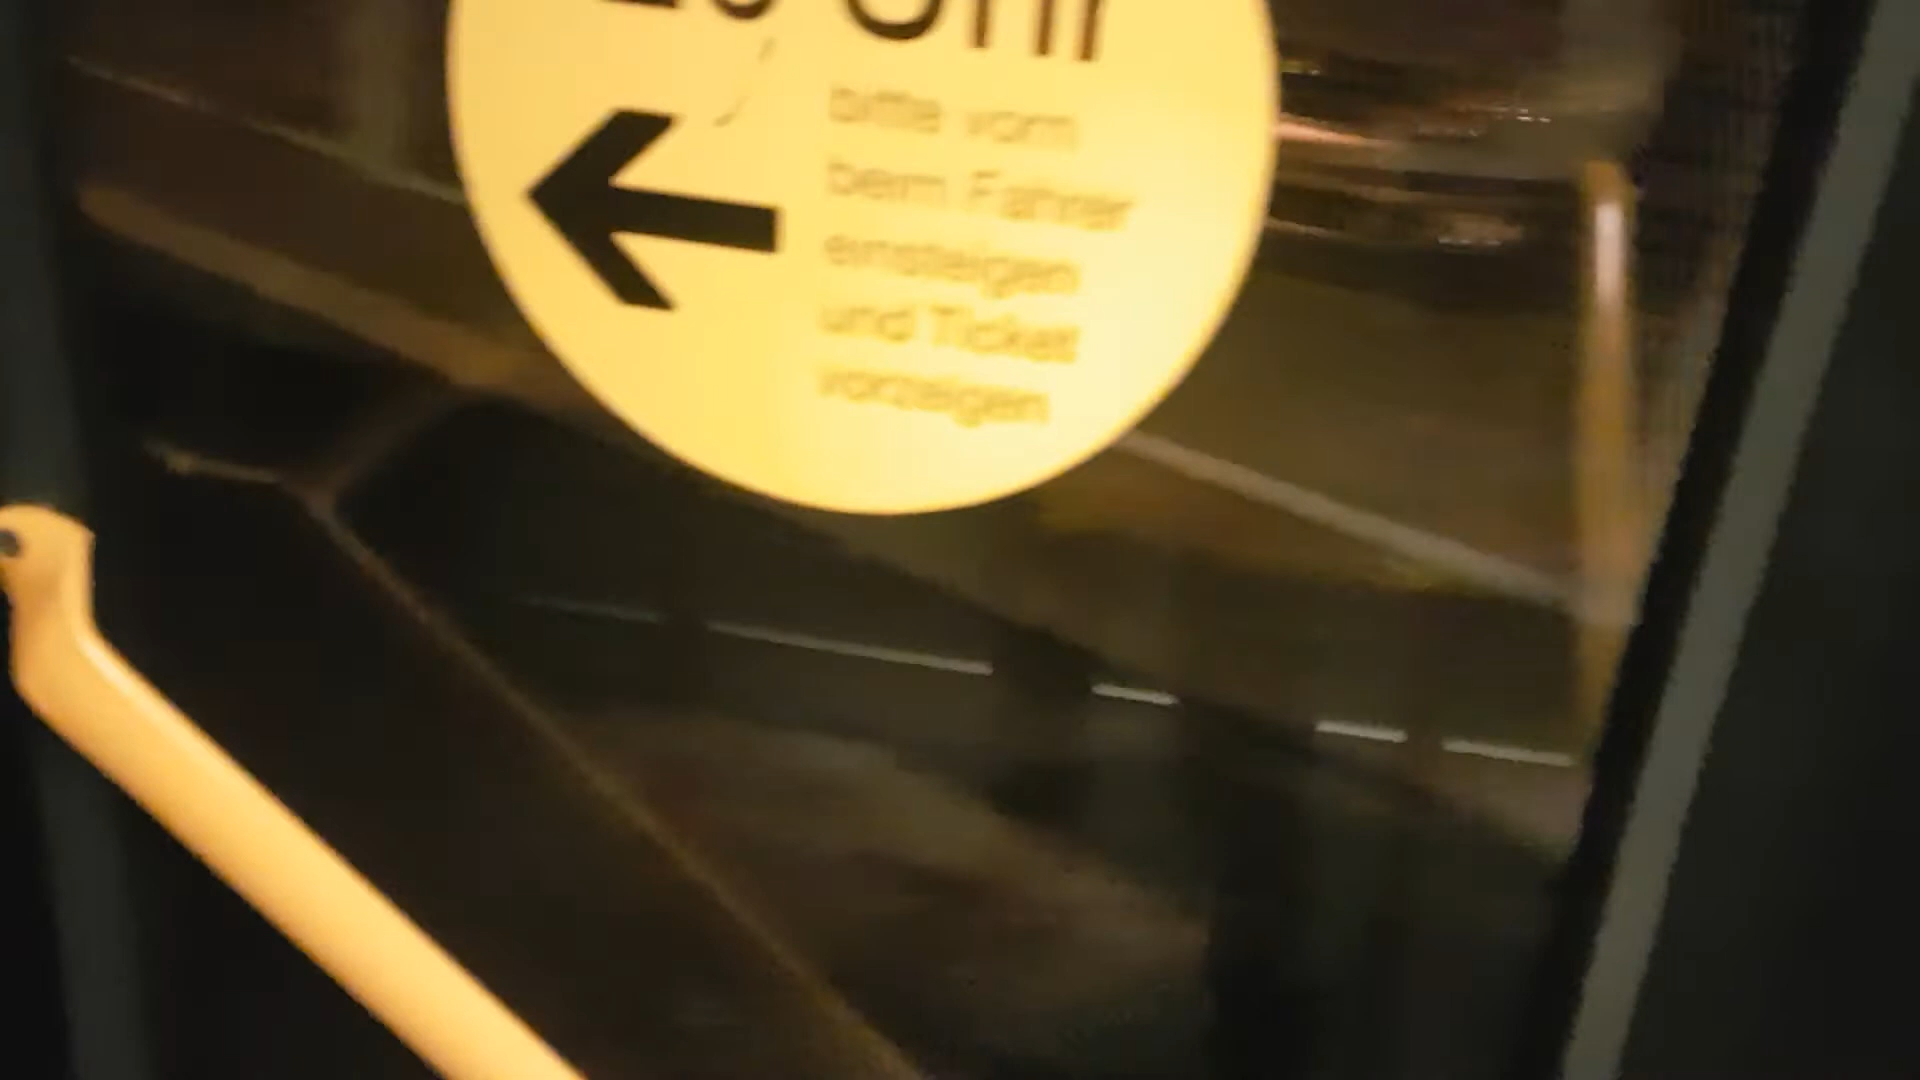 Uhr
bitte vorn
beim Fahrer
einsteigen
und Ticket
vorzeigen